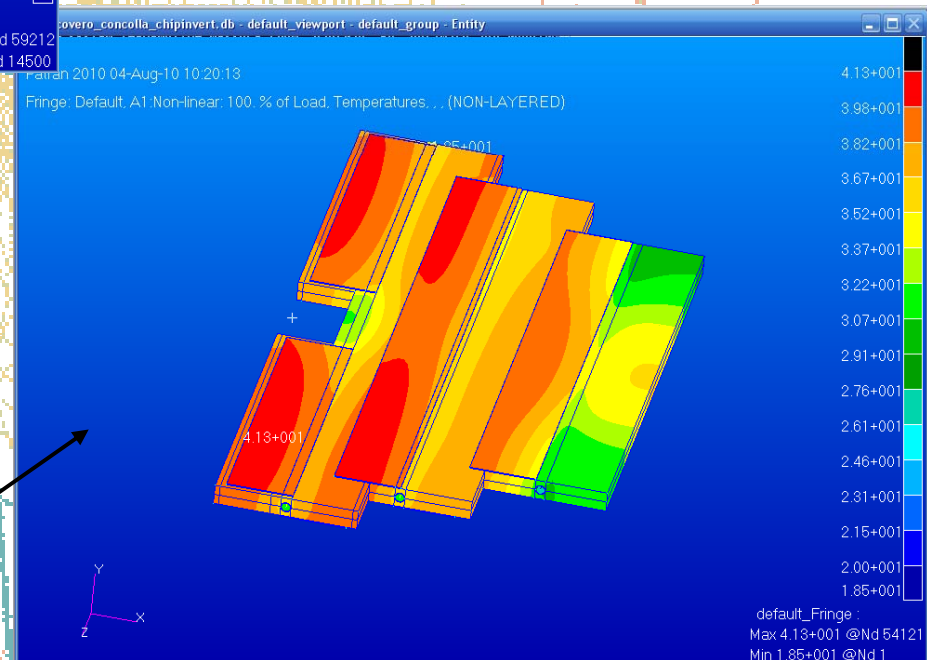 d 59212
d 14500
covero_concolla_chipinvert.db - default_viewport - default_group - Entity
Patran 2010 04-Aug-10 10:20:13
Fringe: Default, A1:Non-linear: 100. % of Load, Temperatures, , , (NON-LAYERED)
4.13+001
3.98+001
3.82+001
3.67+001
3.52+001
3.37+001
3.22+001
3.07+001
2.91+001
2.76+001
2.61+001
2.46+001
2.31+001
2.15+001
2.00+001
1.85+001
1.85+001
4.13+001
Y
X
Z
default_Fringe :
Max 4.13+001 @Nd 54121
Min 1.85+001 @Nd 1